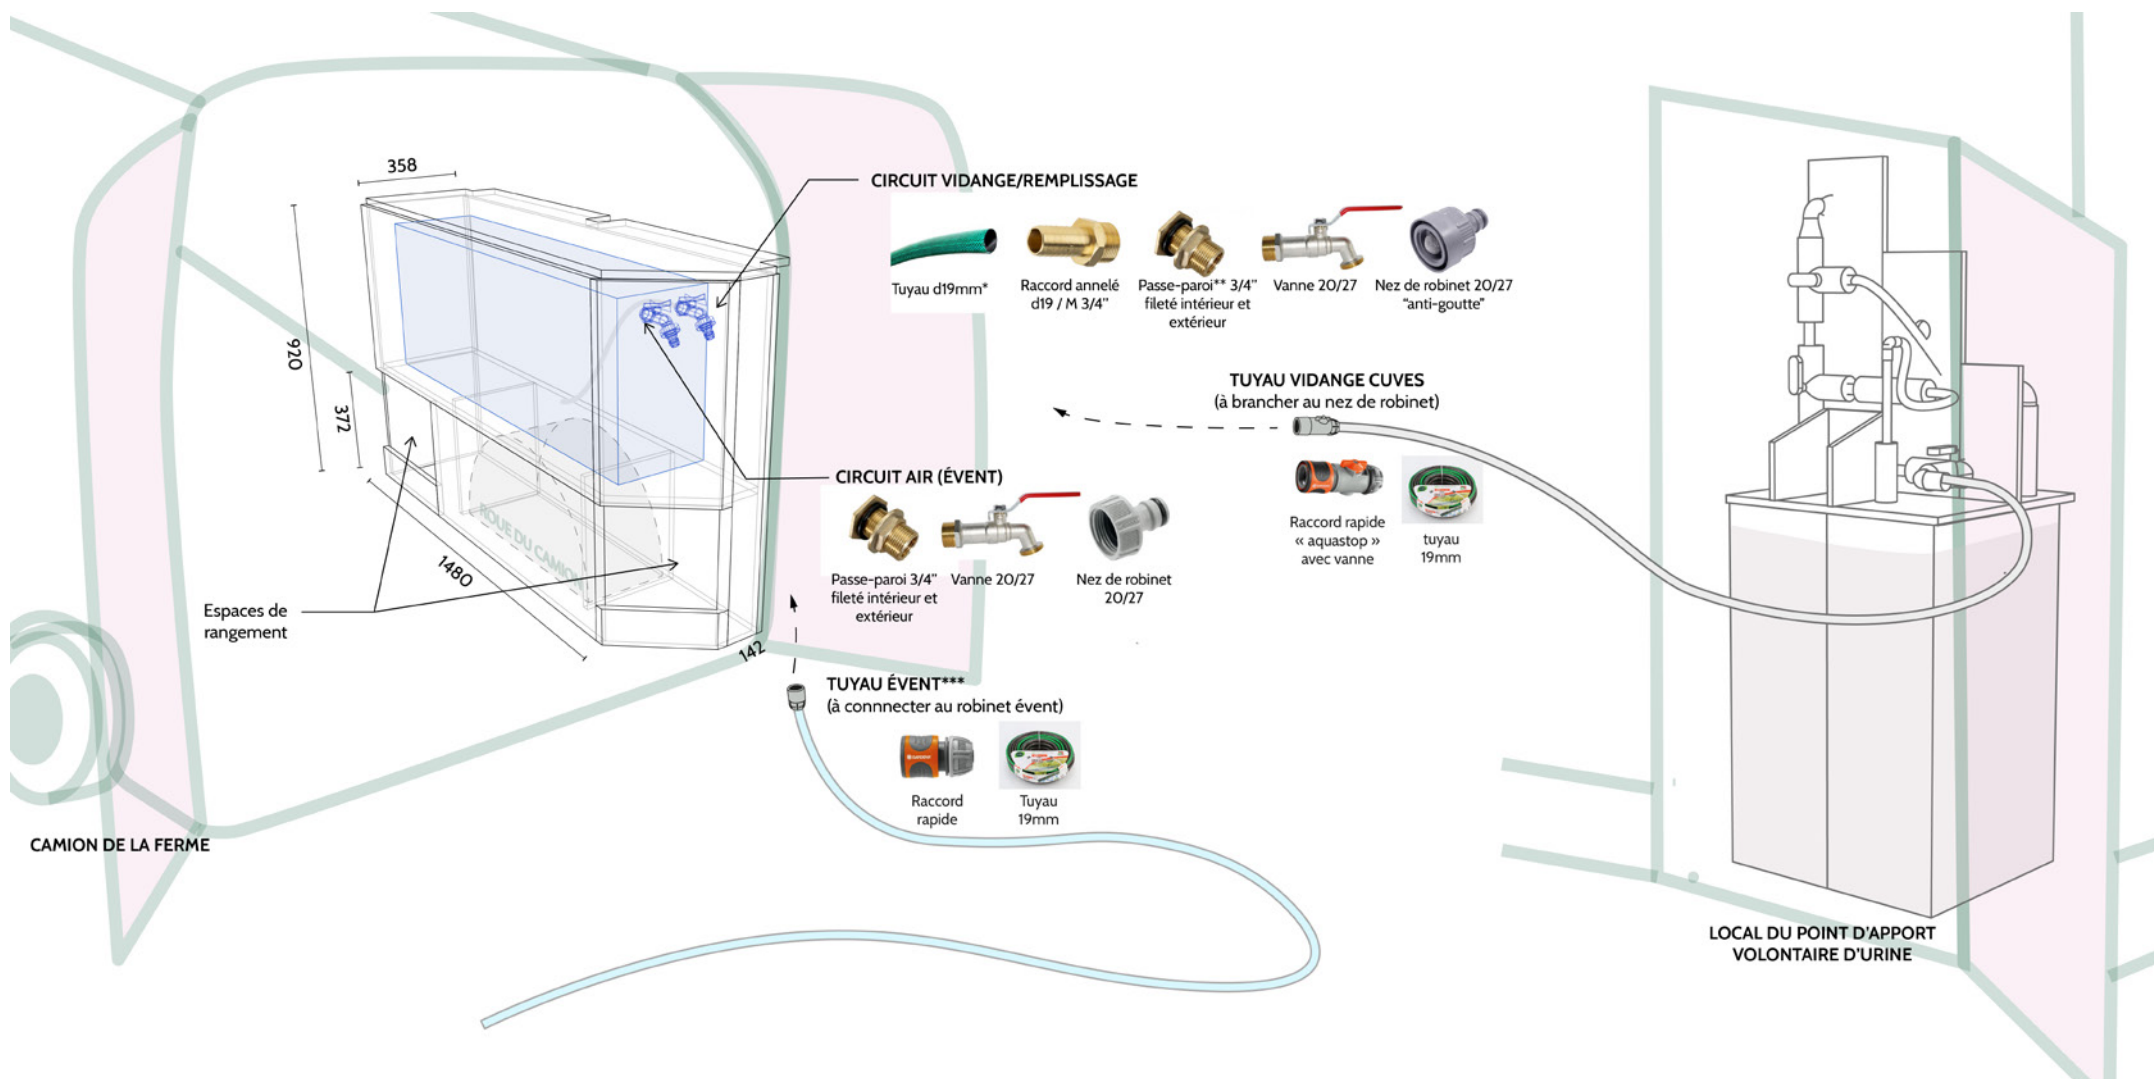 358
920
372
1480
142
ROUE DU CAMION
Espaces de
rangement
CAMION DE LA FERME
CIRCUIT VIDANGE/REMPLISSAGE
Tuyau d19mm*
Raccord annelé
d19 / M 3/4"
Passe-paroi** 3/4"
fileté intérieur et
extérieur
Vanne 20/27
Nez de robinet 20/27
"anti-goutte"
TUYAU VIDANGE CUVES
(à brancher au nez de robinet)
Raccord rapide
« aquastop »
avec vanne
tuyau
19mm
CIRCUIT AIR (ÉVENT)
Passe-paroi 3/4"
fileté intérieur et
extérieur
Vanne 20/27
Nez de robinet
20/27
TUYAU ÉVENT***
(à connnecter au robinet évent)
Raccord
rapide
Tuyau
19mm
LOCAL DU POINT D'APPORT
VOLONTAIRE D'URINE